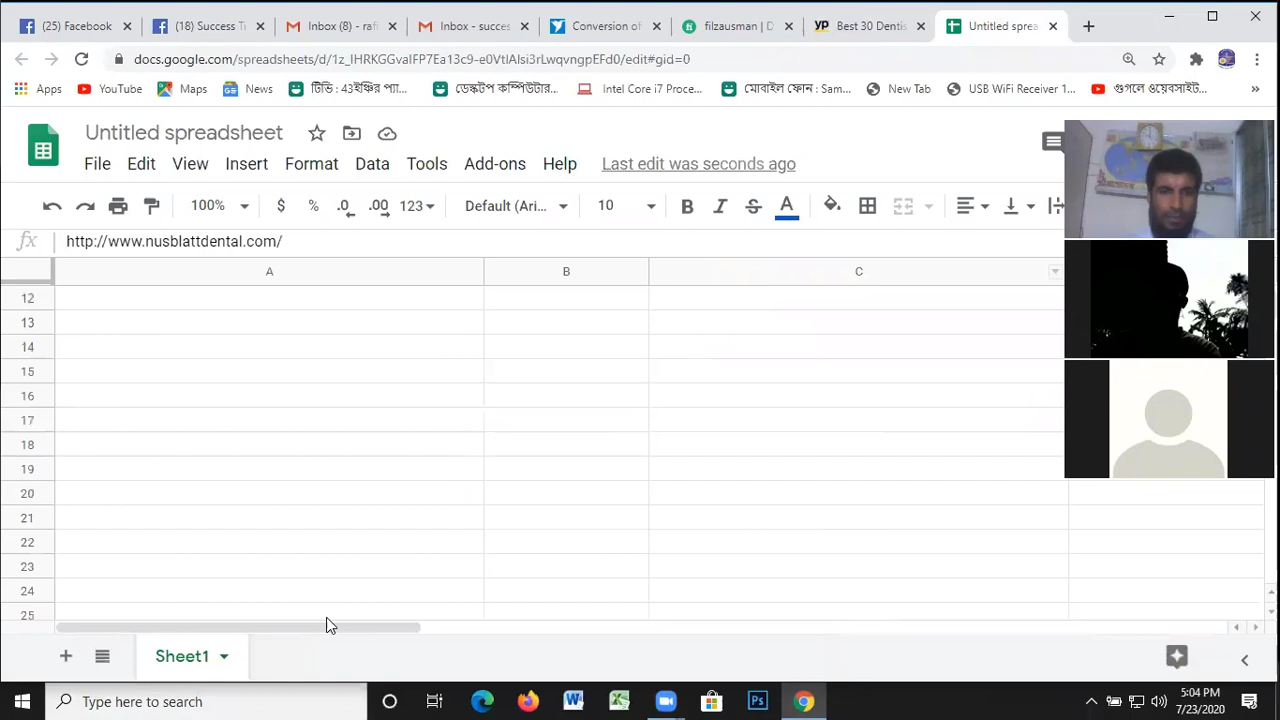 (25) Facebook
(18) Success T
Inbox (8) - rafi
Inbox - succes
Conversion of
filzausman | D
Best 30 Dentis
Untitled sprea
docs.google.com/spreadsheets/d/1z_IHRKGGvaIFP7Ea13c9-e0VtIAhi3rLwqvngpEFd0/edit#gid=0
Apps
YouTube
Maps
News
টিভি : 43ইঞ্চির প্যা...
ডেস্কটপ কম্পিউটার...
Intel Core i7 Proce...
মোবাইল ফোন : Sam...
New Tab
USB WiFi Receiver 1...
গুগলে ওয়েবসাইট...
»
Untitled spreadsheet
File Edit View Insert Format Data Tools Add-ons Help Last edit was seconds ago
100% $ % .0 .00 123 Default (Ari... 10 B I S A
fx http://www.nusblattdental.com/
A B C
12
13
14
15
16
17
18
19
20
21
22
23
24
25
Sheet1
Type here to search
5:04 PM
7/23/2020